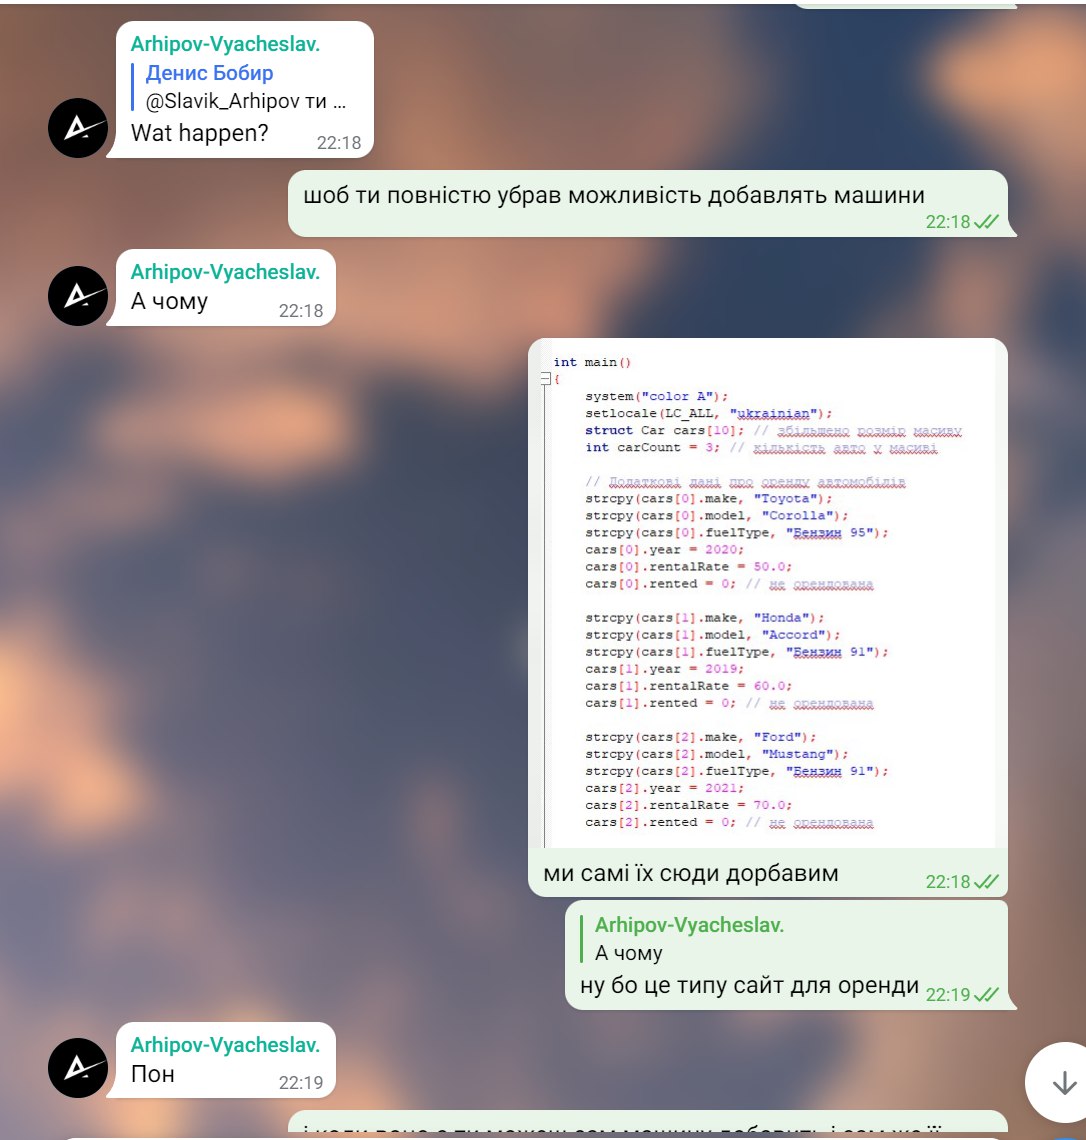 Arhipov-Vyacheslav.
Денис Бобир
@Slavik_Arhipov ти ...
Wat happen?
22:18
шоб ти повністю убрав можливість добавлять машини
22:18
Arhipov-Vyacheslav.
А чому
22:18
int main()
{
system("color A");
setlocale(LC_ALL, "ukrainian");
struct Car cars[10]; // збільшено розмір масиву
int carCount = 3; // кількість авто у масиві
// Додаткові дані про оренду автомобілів
strcpy(cars[0].make, "Toyota");
strcpy(cars[0].model, "Corolla");
strcpy(cars[0].fuelType, "Бензин 95");
cars[0].year = 2020;
cars[0].rentalRate = 50.0;
cars[0].rented = 0; // не орендована
strcpy(cars[1].make, "Honda");
strcpy(cars[1].model, "Accord");
strcpy(cars[1].fuelType, "Бензин 91");
cars[1].year = 2019;
cars[1].rentalRate = 60.0;
cars[1].rented = 0; // не орендована
strcpy(cars[2].make, "Ford");
strcpy(cars[2].model, "Mustang");
strcpy(cars[2].fuelType, "Бензин 91");
cars[2].year = 2021;
cars[2].rentalRate = 70.0;
cars[2].rented = 0; // не орендована
ми самі їх сюди дорбавим
22:18
Arhipov-Vyacheslav.
А чому
ну бо це типу сайт для оренди
22:19
Arhipov-Vyacheslav.
Пон
22:19